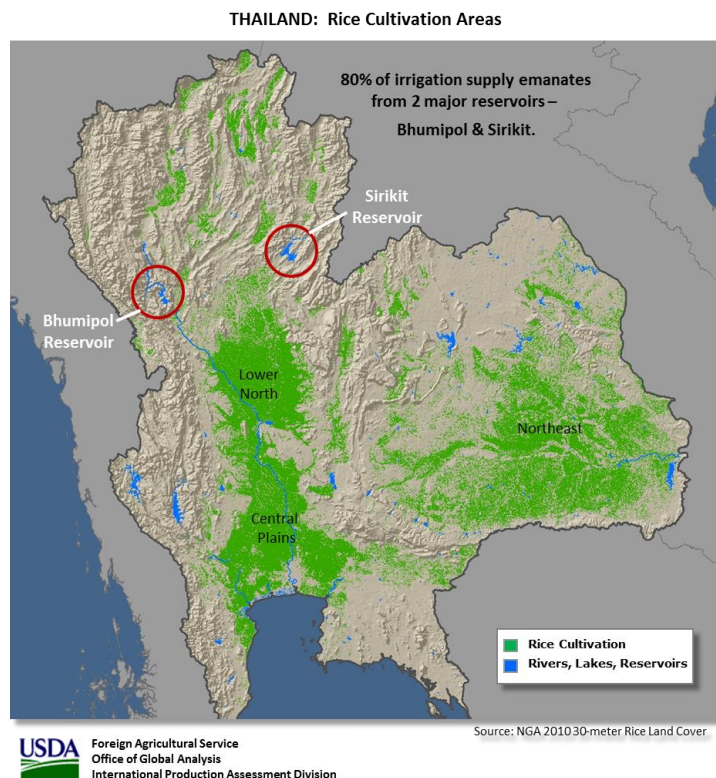 THAILAND: Rice Cultivation Areas
80% of irrigation supply emanates
from 2 major reservoirs –
Bhumipol & Sirikit.
Sirikit
Reservoir
Bhumipol
Reservoir
Lower
North
Northeast
Central
Plains
Rice Cultivation
Rivers, Lakes, Reservoirs
Source: NGA 2010 30-meter Rice Land Cover
USDA
Foreign Agricultural Service
Office of Global Analysis
International Production Assessment Division